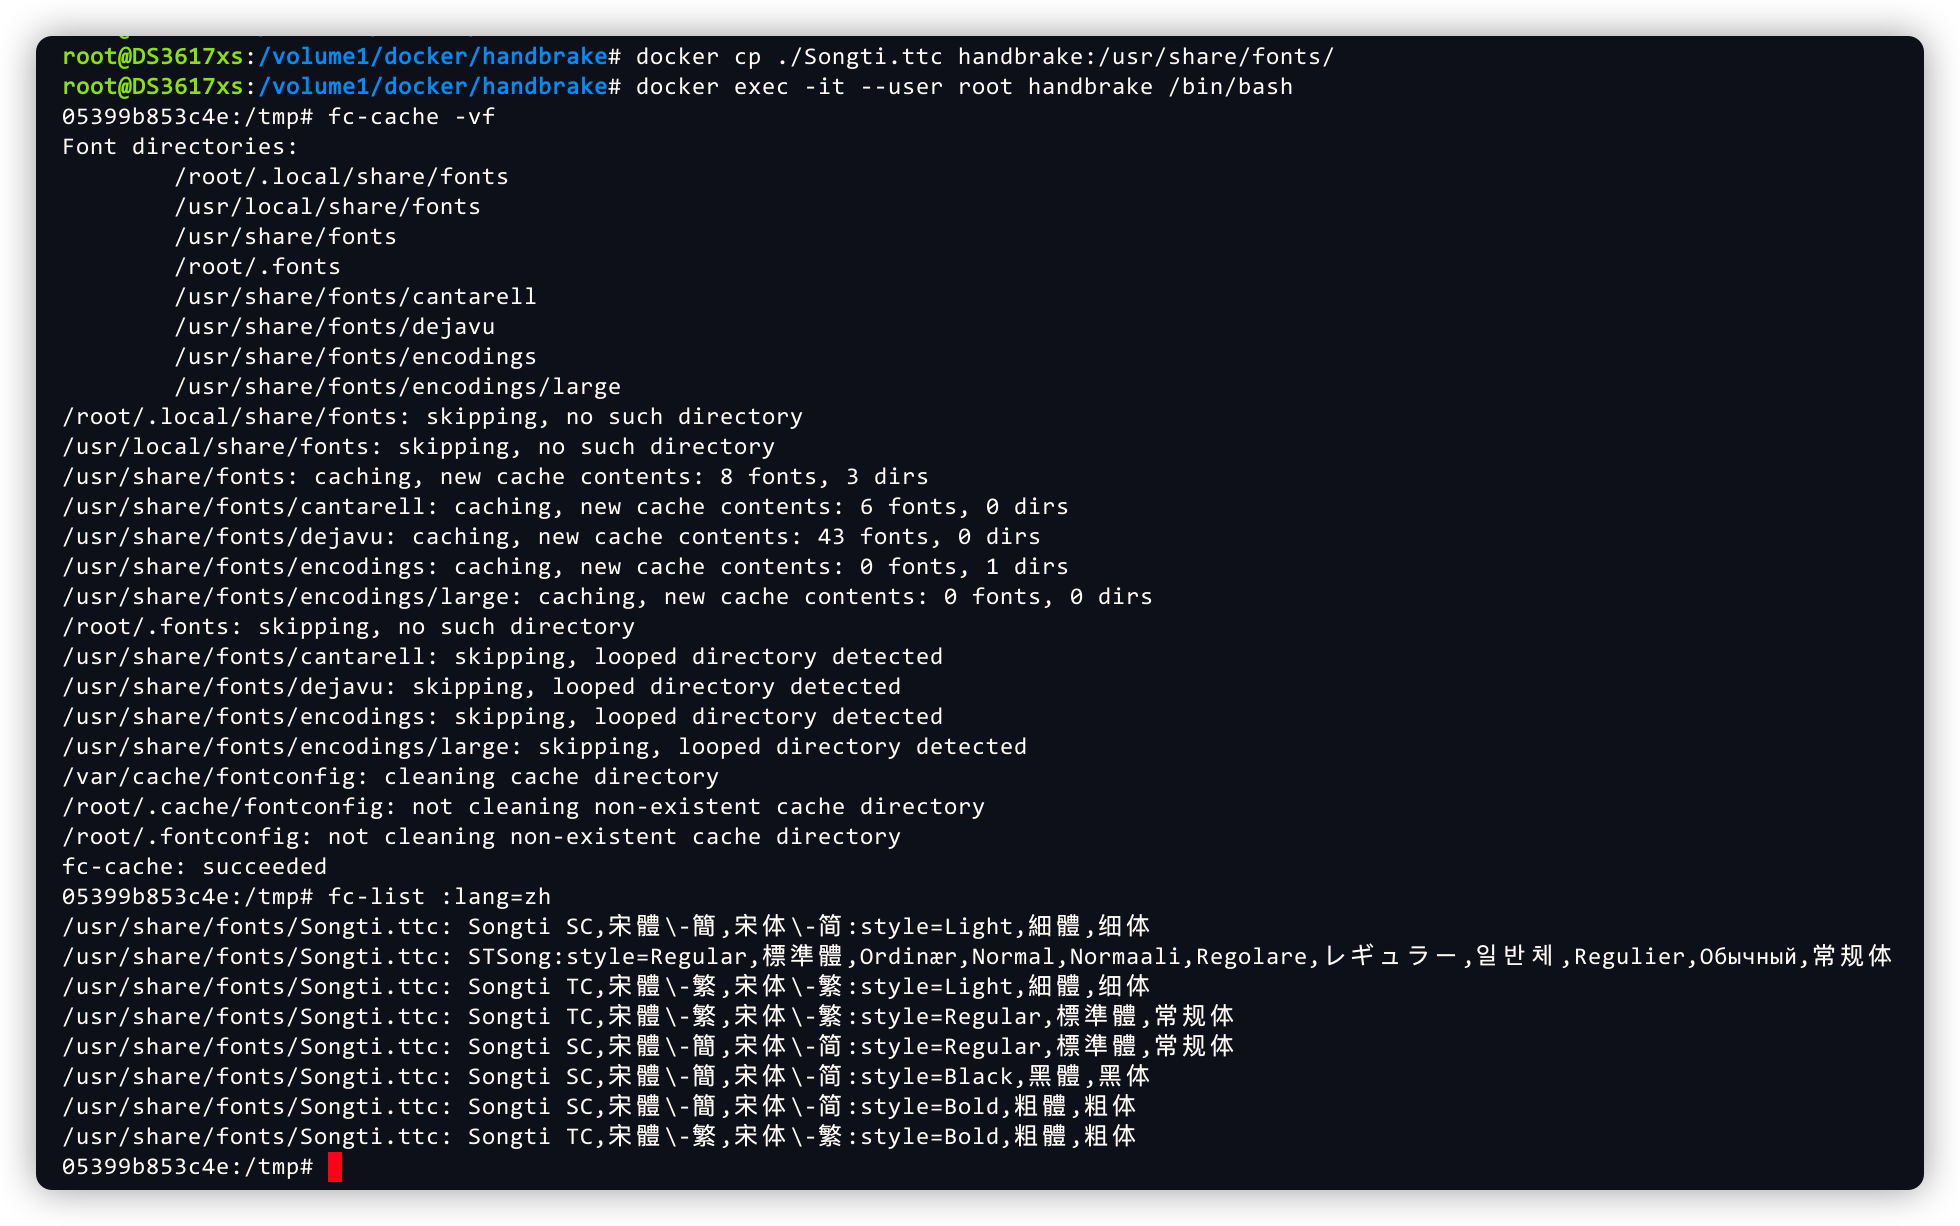 root@DS3617xs:/volume1/docker/handbrake# docker cp ./Songti.ttc handbrake:/usr/share/fonts/
root@DS3617xs:/volume1/docker/handbrake# docker exec -it --user root handbrake /bin/bash
05399b853c4e:/tmp# fc-cache -vf
Font directories:
/root/.local/share/fonts
/usr/local/share/fonts
/usr/share/fonts
/root/.fonts
/usr/share/fonts/cantarell
/usr/share/fonts/dejavu
/usr/share/fonts/encodings
/usr/share/fonts/encodings/large
/root/.local/share/fonts: skipping, no such directory
/usr/local/share/fonts: skipping, no such directory
/usr/share/fonts: caching, new cache contents: 8 fonts, 3 dirs
/usr/share/fonts/cantarell: caching, new cache contents: 6 fonts, 0 dirs
/usr/share/fonts/dejavu: caching, new cache contents: 43 fonts, 0 dirs
/usr/share/fonts/encodings: caching, new cache contents: 0 fonts, 1 dirs
/usr/share/fonts/encodings/large: caching, new cache contents: 0 fonts, 0 dirs
/root/.fonts: skipping, no such directory
/usr/share/fonts/cantarell: skipping, looped directory detected
/usr/share/fonts/dejavu: skipping, looped directory detected
/usr/share/fonts/encodings: skipping, looped directory detected
/usr/share/fonts/encodings/large: skipping, looped directory detected
/var/cache/fontconfig: cleaning cache directory
/root/.cache/fontconfig: not cleaning non-existent cache directory
/root/.fontconfig: not cleaning non-existent cache directory
fc-cache: succeeded
05399b853c4e:/tmp# fc-list :lang=zh
/usr/share/fonts/Songti.ttc: Songti SC,宋體\-簡,宋体\-简:style=Light,細體,细体
/usr/share/fonts/Songti.ttc: STSong:style=Regular,標準體,Ordinær,Normal,Normaali,Regolare,レギュラー,일반체,Regulier,Обычный,常规体
/usr/share/fonts/Songti.ttc: Songti TC,宋體\-繁,宋体\-繁:style=Light,細體,细体
/usr/share/fonts/Songti.ttc: Songti TC,宋體\-繁,宋体\-繁:style=Regular,標準體,常规体
/usr/share/fonts/Songti.ttc: Songti SC,宋體\-簡,宋体\-简:style=Regular,標準體,常规体
/usr/share/fonts/Songti.ttc: Songti SC,宋體\-簡,宋体\-简:style=Black,黑體,黑体
/usr/share/fonts/Songti.ttc: Songti SC,宋體\-簡,宋体\-简:style=Bold,粗體,粗体
/usr/share/fonts/Songti.ttc: Songti TC,宋體\-繁,宋体\-繁:style=Bold,粗體,粗体
05399b853c4e:/tmp#